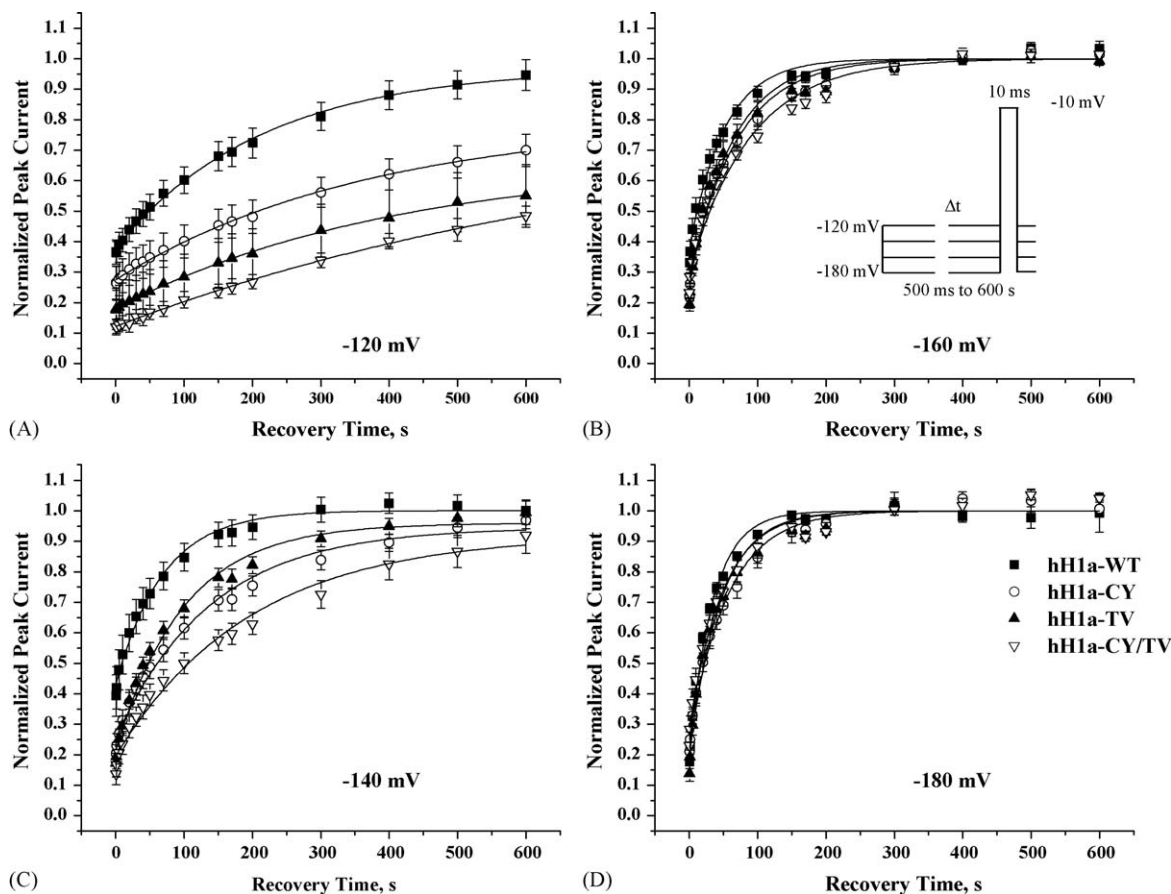 1.1
1.0
0.9
0.8
0.7
0.6
0.5
0.4
0.3
0.2
0.1
0.0
Normalized Peak Current
-120 mV
0 100 200 300 400 500 600
(A)
Recovery Time, s
1.1
1.0
0.9
0.8
0.7
0.6
0.5
0.4
0.3
0.2
0.1
0.0
Normalized Peak Current
10 ms
-10 mV
Δt
-120 mV
-180 mV
500 ms to 600 s
-160 mV
0 100 200 300 400 500 600
(B)
Recovery Time, s
1.1
1.0
0.9
0.8
0.7
0.6
0.5
0.4
0.3
0.2
0.1
0.0
Normalized Peak Current
-140 mV
0 100 200 300 400 500 600
(C)
Recovery Time, s
1.1
1.0
0.9
0.8
0.7
0.6
0.5
0.4
0.3
0.2
0.1
0.0
Normalized Peak Current
hH1a-WT
hH1a-CY
hH1a-TV
hH1a-CY/TV
-180 mV
0 100 200 300 400 500 600
(D)
Recovery Time, s